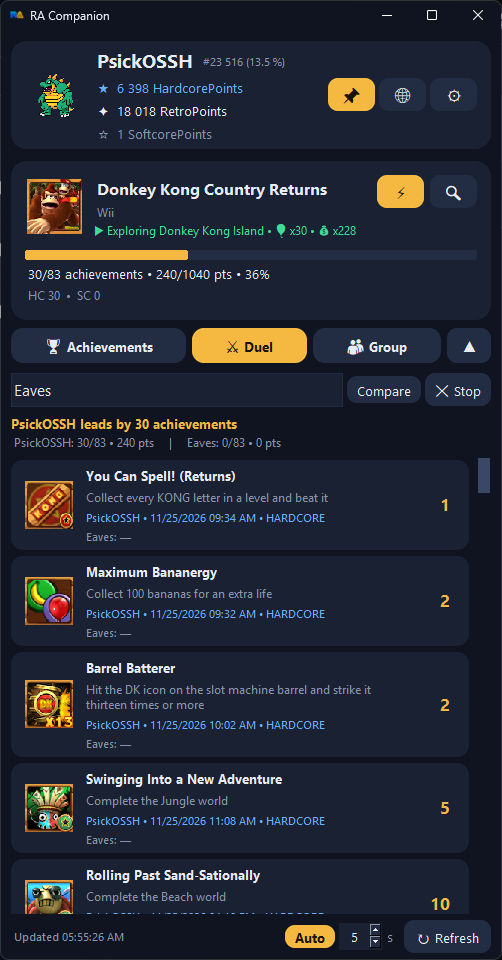 RA Companion
PsickOSSH #23 516 (13.5 %)
★ 6 398 HardcorePoints
✦ 18 018 RetroPoints
☆ 1 SoftcorePoints
Donkey Kong Country Returns
Wii
▶ Exploring Donkey Kong Island • 🎈 x30 • 💰 x228
30/83 achievements • 240/1040 pts • 36%
HC 30 • SC 0
🏆 Achievements ⚔ Duel 👥 Group ▲
Eaves Compare ✕ Stop
PsickOSSH leads by 30 achievements
PsickOSSH: 30/83 • 240 pts | Eaves: 0/83 • 0 pts
You Can Spell! (Returns)
Collect every KONG letter in a level and beat it
1
PsickOSSH • 11/25/2026 09:34 AM • HARDCORE
Eaves: —
Maximum Bananergy
Collect 100 bananas for an extra life
2
PsickOSSH • 11/25/2026 09:32 AM • HARDCORE
Eaves: —
Barrel Batterer
Hit the DK icon on the slot machine barrel and strike it
thirteen times or more
2
PsickOSSH • 11/25/2026 10:02 AM • HARDCORE
Eaves: —
Swinging Into a New Adventure
Complete the Jungle world
5
PsickOSSH • 11/25/2026 11:08 AM • HARDCORE
Eaves: —
Rolling Past Sand-Sationally
Complete the Beach world
10
Updated 05:55:26 AM Auto 5 s ↻ Refresh